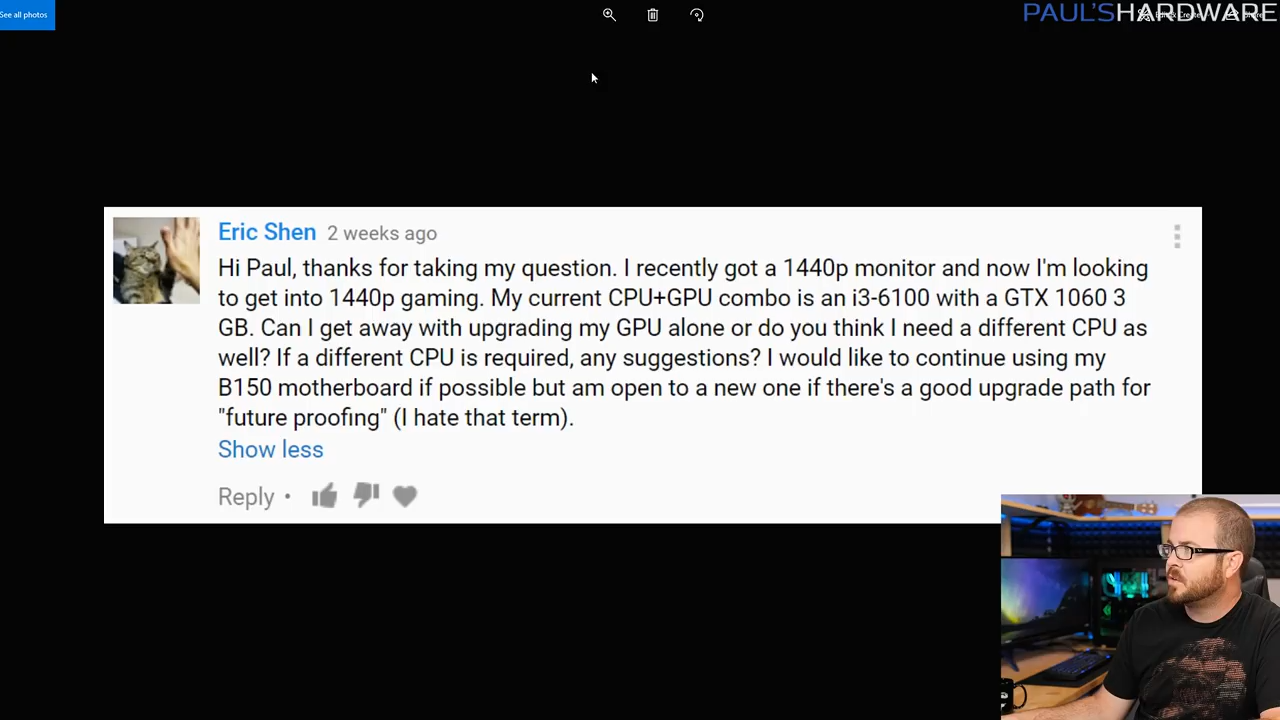 See all photos
PAUL'SHARDWARE
Eric Shen 2 weeks ago
Hi Paul, thanks for taking my question. I recently got a 1440p monitor and now I'm looking
to get into 1440p gaming. My current CPU+GPU combo is an i3-6100 with a GTX 1060 3
GB. Can I get away with upgrading my GPU alone or do you think I need a different CPU as
well? If a different CPU is required, any suggestions? I would like to continue using my
B150 motherboard if possible but am open to a new one if there's a good upgrade path for
"future proofing" (I hate that term).
Show less
Reply •